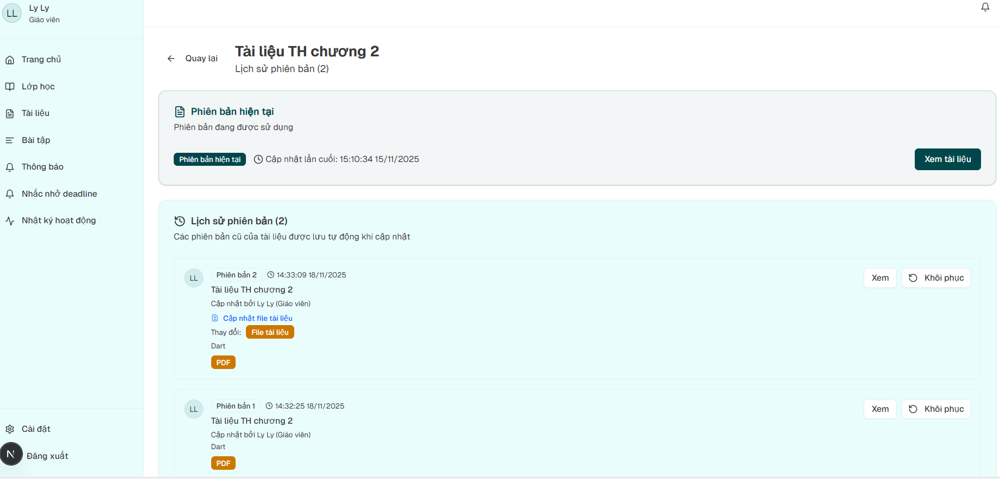 LL
Ly Ly
Giáo viên
Trang chủ
Lớp học
Tài liệu
Bài tập
Thông báo
Nhắc nhở deadline
Nhật ký hoạt động
Cài đặt
N
Đăng xuất
Quay lại
Tài liệu TH chương 2
Lịch sử phiên bản (2)
Phiên bản hiện tại
Phiên bản đang được sử dụng
Phiên bản hiện tại Cập nhật lần cuối: 15:10:34 15/11/2025
Xem tài liệu
Lịch sử phiên bản (2)
Các phiên bản cũ của tài liệu được lưu tự động khi cập nhật
LL
Phiên bản 2 14:33:09 18/11/2025
Tài liệu TH chương 2
Cập nhật bởi Ly Ly (Giáo viên)
Cập nhật file tài liệu
Thay đổi: File tài liệu
Dart
PDF
Xem
Khôi phục
LL
Phiên bản 1 14:32:25 18/11/2025
Tài liệu TH chương 2
Cập nhật bởi Ly Ly (Giáo viên)
Dart
PDF
Xem
Khôi phục